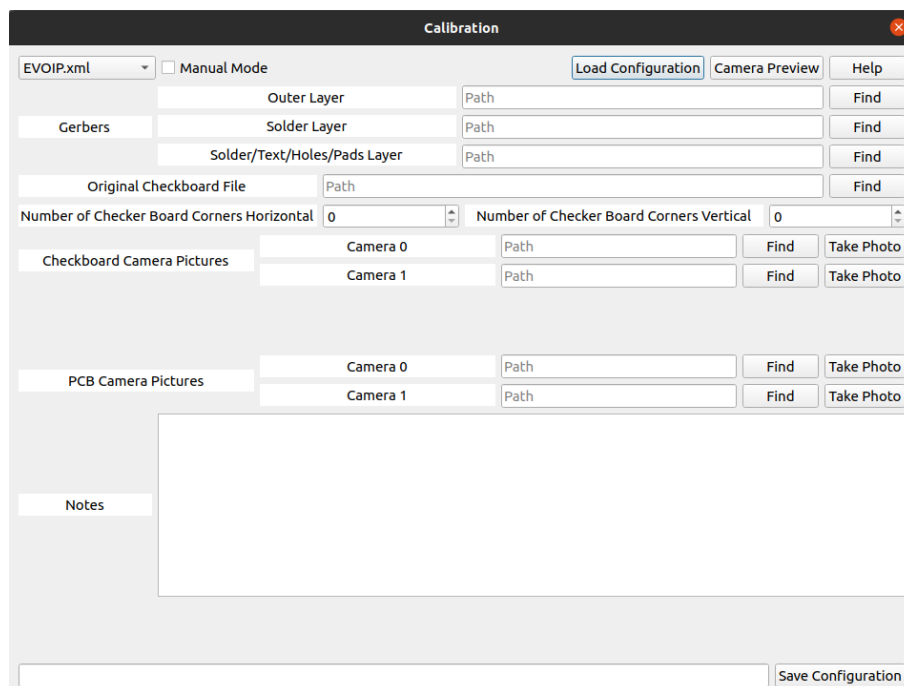 Calibration
EVOIP.xml Manual Mode Load Configuration Camera Preview Help
Outer Layer Path Find
Gerbers Solder Layer Path Find
Solder/Text/Holes/Pads Layer Path Find
Original Checkboard File Path Find
Number of Checker Board Corners Horizontal 0 Number of Checker Board Corners Vertical 0
Camera 0 Path Find Take Photo
Checkboard Camera Pictures
Camera 1 Path Find Take Photo
Camera 0 Path Find Take Photo
PCB Camera Pictures
Camera 1 Path Find Take Photo
Notes
Save Configuration